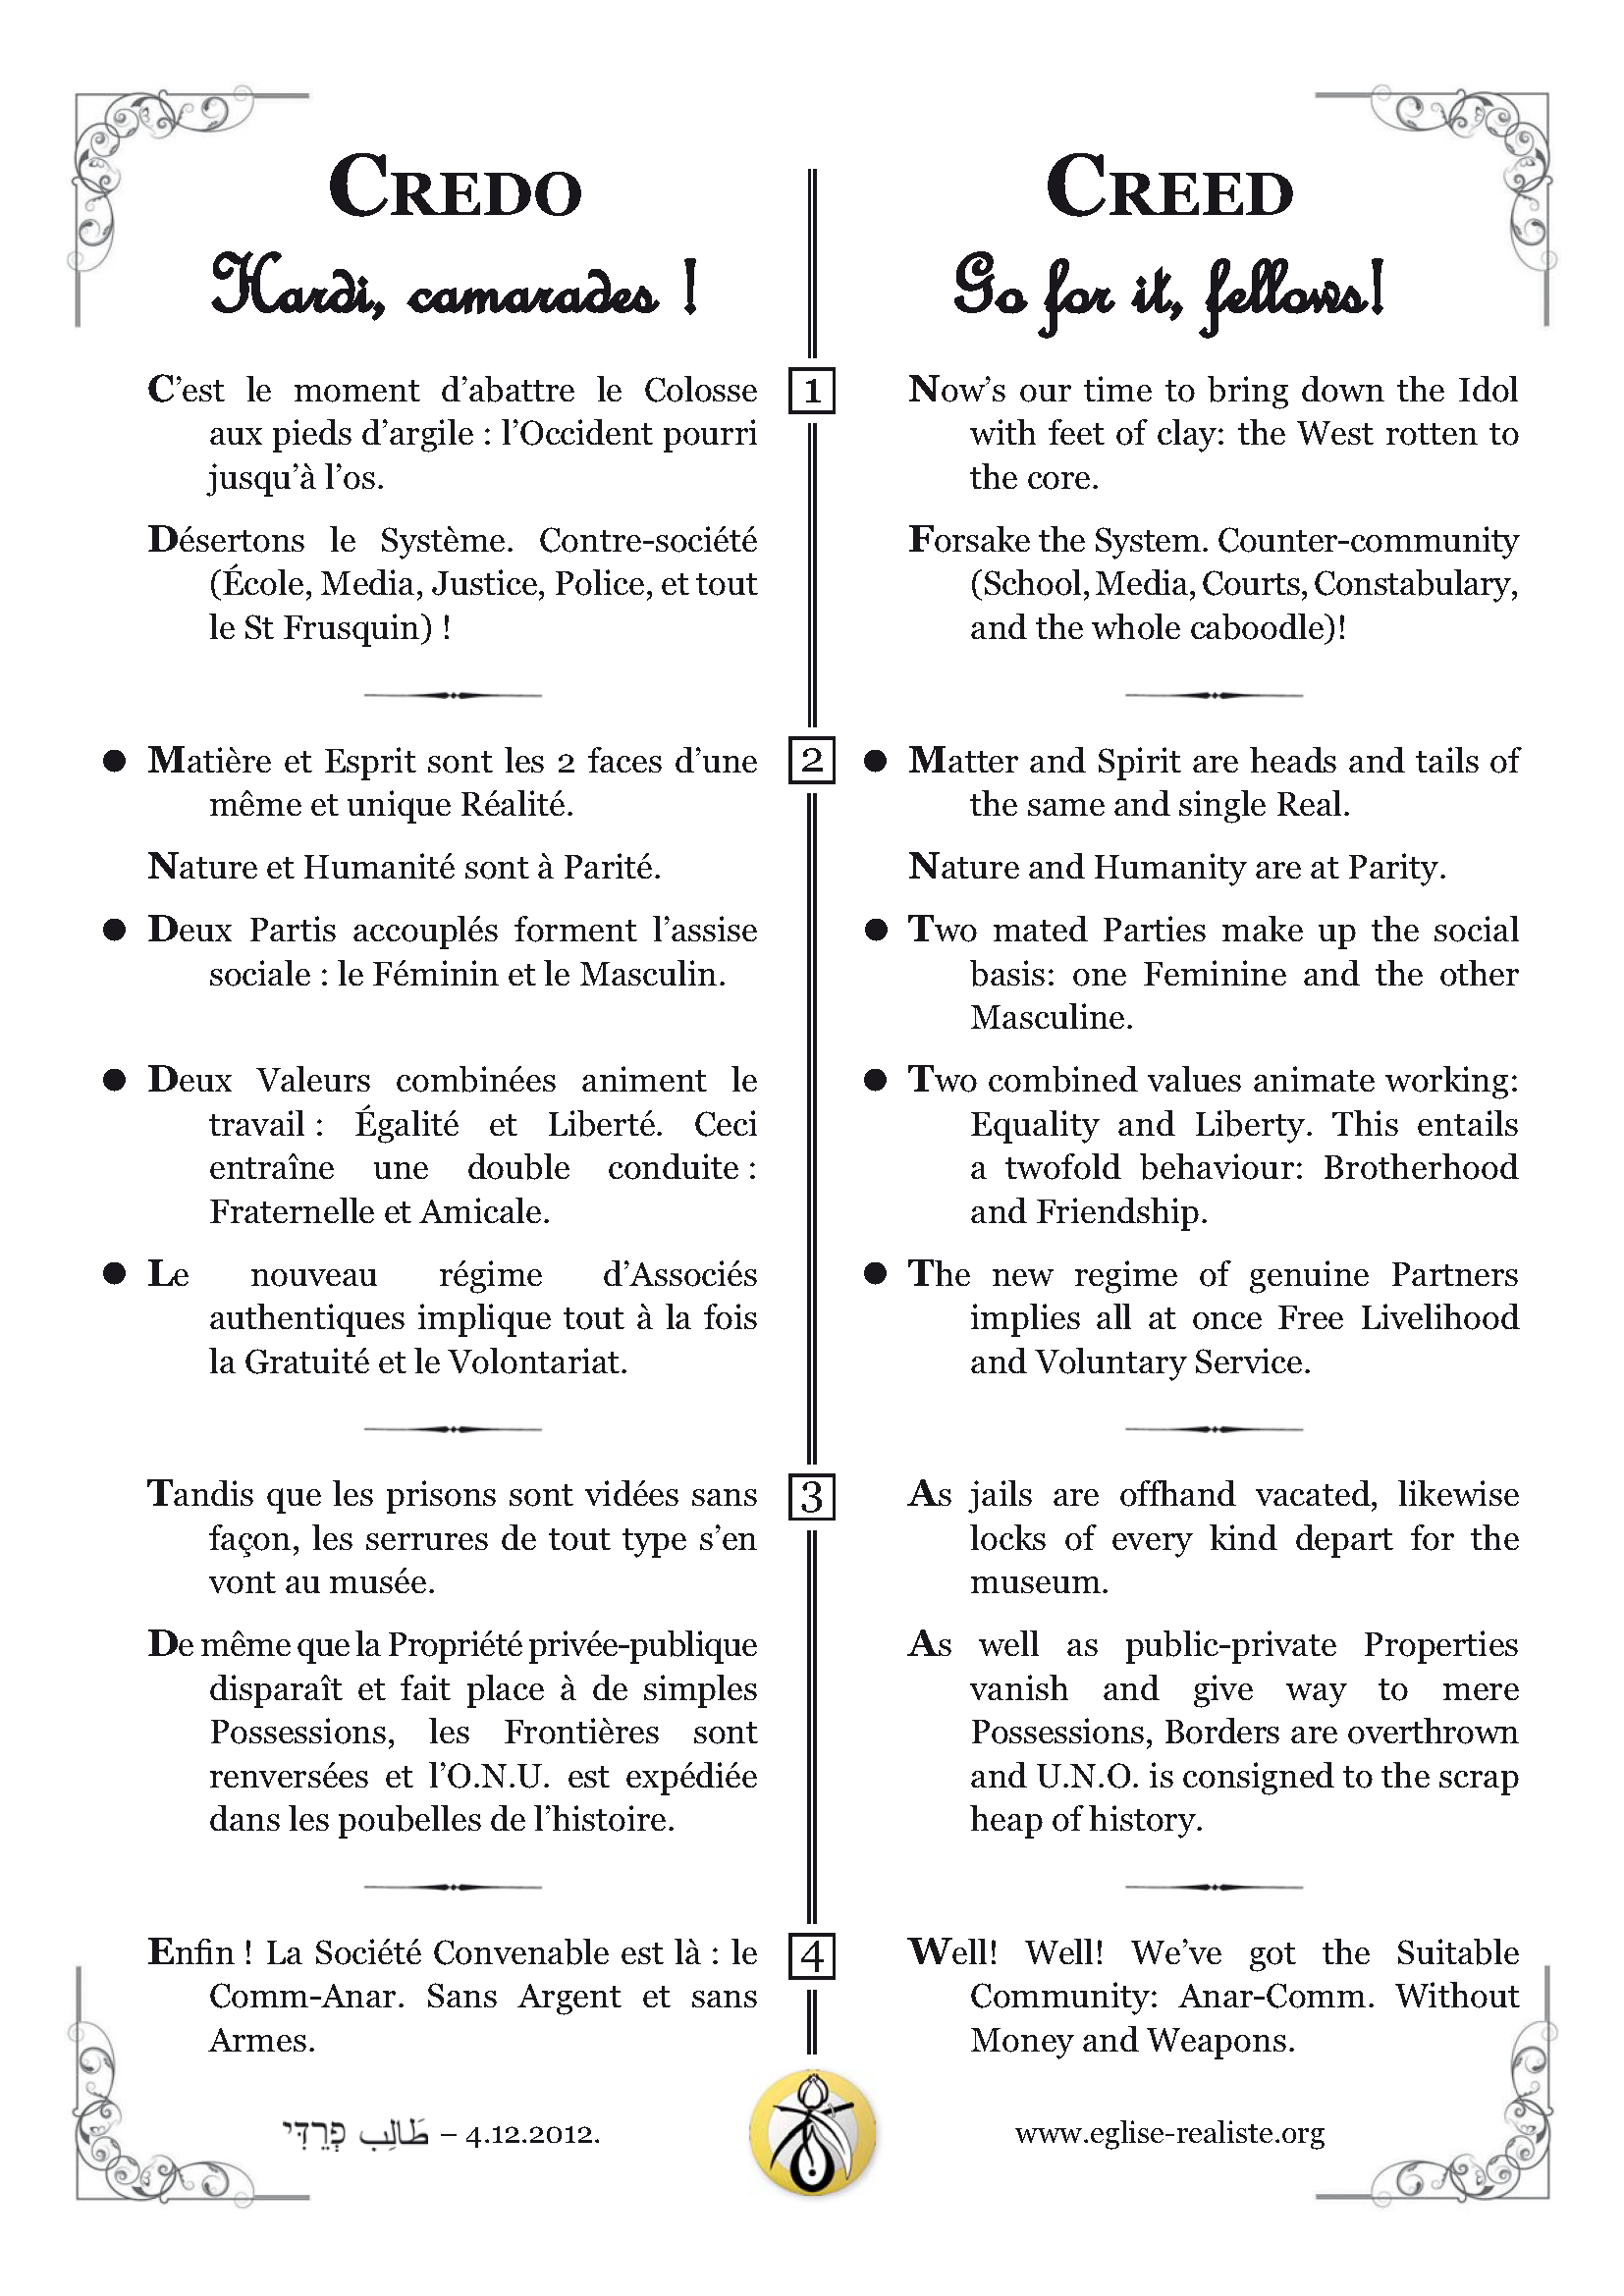 CREDO
Hardi, camarades !
C’est le moment d’abattre le Colosse
aux pieds d’argile : l’Occident pourri
jusqu’à l’os.
Désertons le Système. Contre-société
(École, Media, Justice, Police, et tout
le St Frusquin) !
● Matière et Esprit sont les 2 faces d’une
même et unique Réalité.
Nature et Humanité sont à Parité.
● Deux Partis accouplés forment l’assise
sociale : le Féminin et le Masculin.
● Deux Valeurs combinées animent le
travail : Égalité et Liberté. Ceci
entraîne une double conduite :
Fraternelle et Amicale.
● Le nouveau régime d’Associés
authentiques implique tout à la fois
la Gratuité et le Volontariat.
Tandis que les prisons sont vidées sans
façon, les serrures de tout type s’en
vont au musée.
De même que la Propriété privée-publique
disparaît et fait place à de simples
Possessions, les Frontières sont
renversées et l’O.N.U. est expédiée
dans les poubelles de l’histoire.
Enfin ! La Société Convenable est là : le
Comm-Anar. Sans Argent et sans
Armes.
טָאלִב פְרֵדִי – 4.12.2012.
1
2
3
4
CREED
Go for it, fellows!
Now’s our time to bring down the Idol
with feet of clay: the West rotten to
the core.
Forsake the System. Counter-community
(School, Media, Courts, Constabulary,
and the whole caboodle)!
● Matter and Spirit are heads and tails of
the same and single Real.
Nature and Humanity are at Parity.
● Two mated Parties make up the social
basis: one Feminine and the other
Masculine.
● Two combined values animate working:
Equality and Liberty. This entails
a twofold behaviour: Brotherhood
and Friendship.
● The new regime of genuine Partners
implies all at once Free Livelihood
and Voluntary Service.
As jails are offhand vacated, likewise
locks of every kind depart for the
museum.
As well as public-private Properties
vanish and give way to mere
Possessions, Borders are overthrown
and U.N.O. is consigned to the scrap
heap of history.
Well! Well! We’ve got the Suitable
Community: Anar-Comm. Without
Money and Weapons.
www.eglise-realiste.org